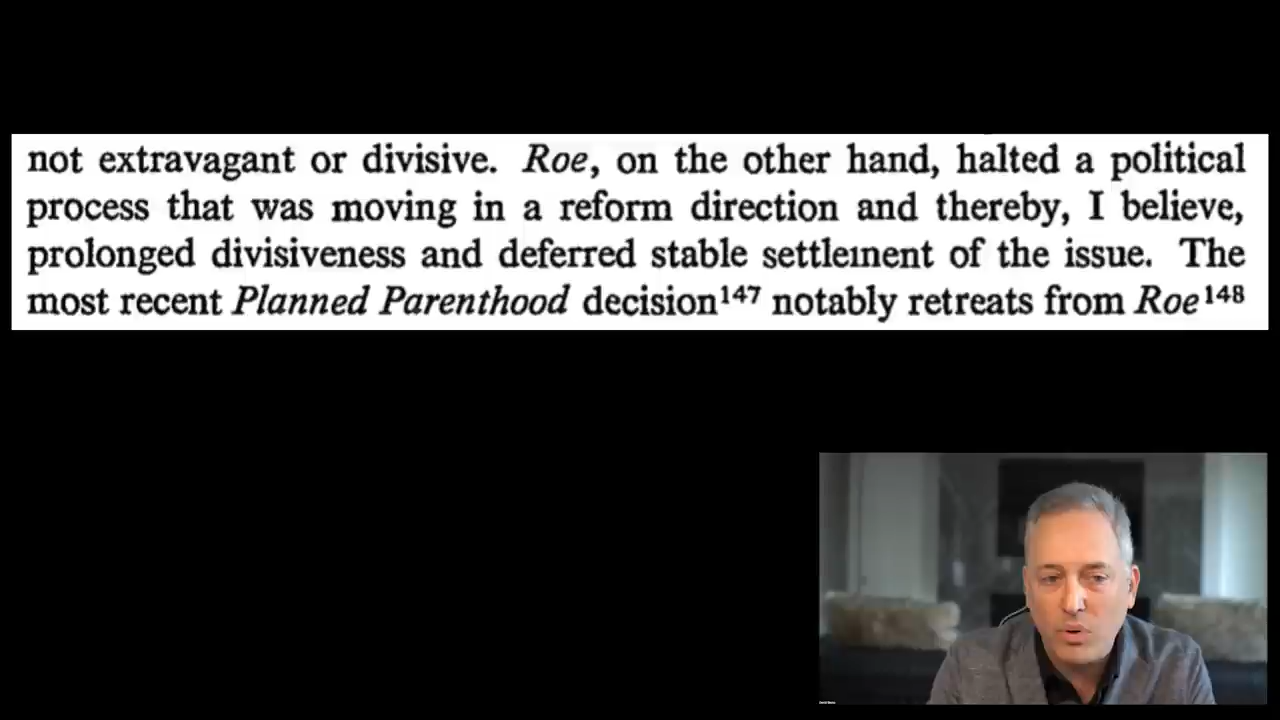 not extravagant or divisive. Roe, on the other hand, halted a political
process that was moving in a reform direction and thereby, I believe,
prolonged divisiveness and deferred stable settlement of the issue. The
most recent Planned Parenthood decision¹⁴⁷ notably retreats from Roe¹⁴⁸